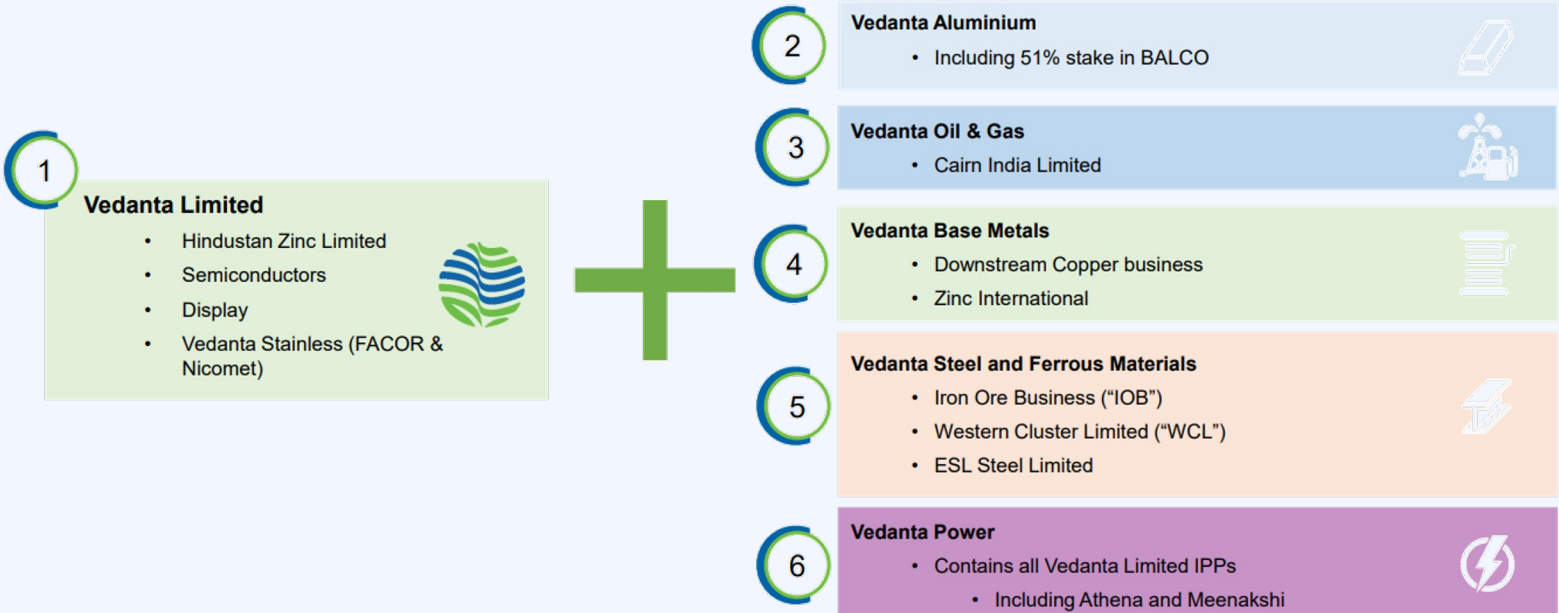 1
Vedanta Limited
• Hindustan Zinc Limited
• Semiconductors
• Display
• Vedanta Stainless (FACOR &
Nicomet)
2
Vedanta Aluminium
• Including 51% stake in BALCO
3
Vedanta Oil & Gas
• Cairn India Limited
4
Vedanta Base Metals
• Downstream Copper business
• Zinc International
5
Vedanta Steel and Ferrous Materials
• Iron Ore Business (“IOB”)
• Western Cluster Limited (“WCL”)
• ESL Steel Limited
6
Vedanta Power
• Contains all Vedanta Limited IPPs
• Including Athena and Meenakshi